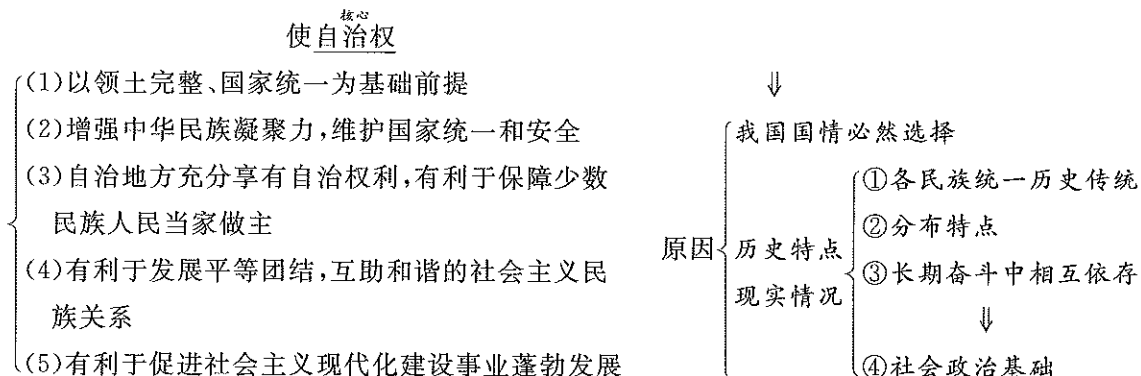 核心
使自治权
(1)以领土完整、国家统一为基础前提
(2)增强中华民族凝聚力,维护国家统一和安全
(3)自治地方充分享有自治权利,有利于保障少数
民族人民当家做主
(4)有利于发展平等团结,互助和谐的社会主义民
族关系
(5)有利于促进社会主义现代化建设事业蓬勃发展
⇓
原因
我国国情必然选择
历史特点
现实情况
①各民族统一历史传统
②分布特点
③长期奋斗中相互依存
⇓
④社会政治基础